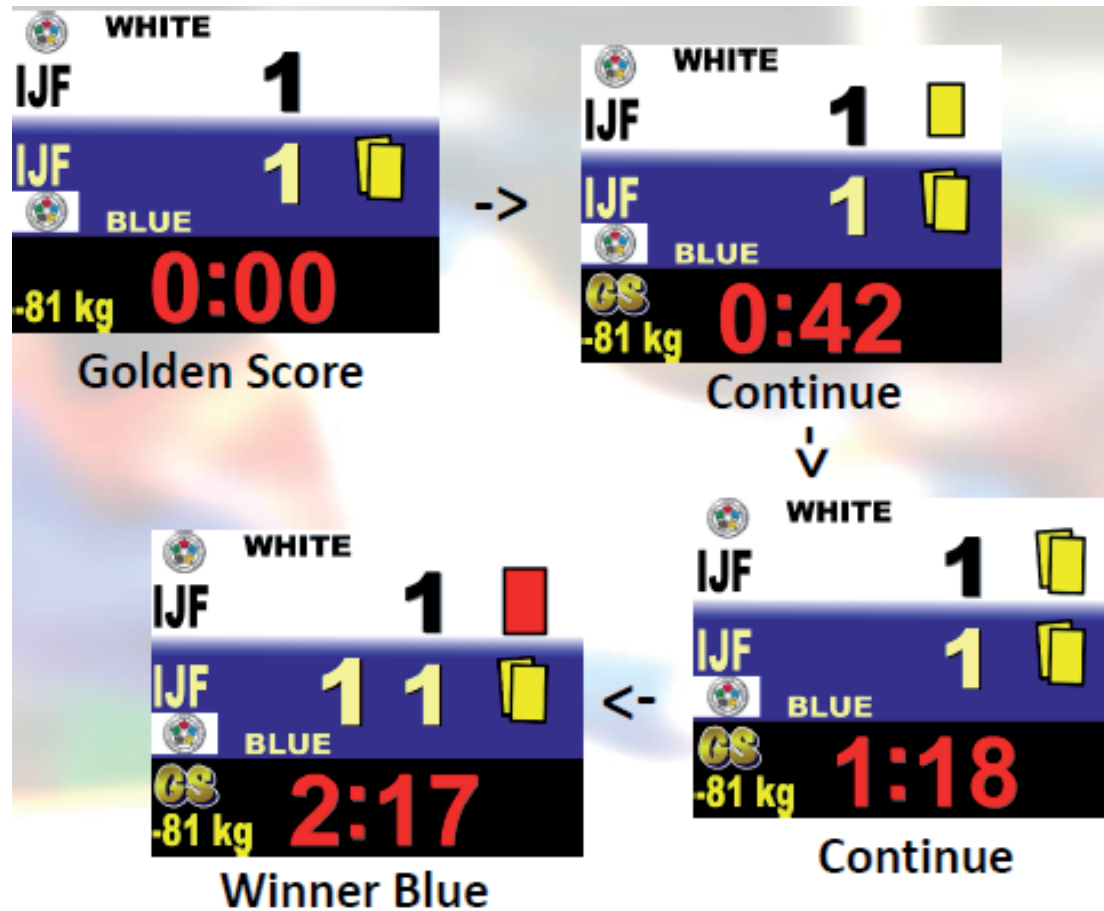 WHITE
IJF 1
IJF 1
BLUE
-81 kg 0:00
Golden Score
->
WHITE
IJF 1
IJF 1
BLUE
GS
-81 kg 0:42
Continue
->
WHITE
IJF 1
IJF 1
BLUE
GS
-81 kg 1:18
Continue
<-
WHITE
IJF 1
IJF 1 1
BLUE
GS
-81 kg 2:17
Winner Blue